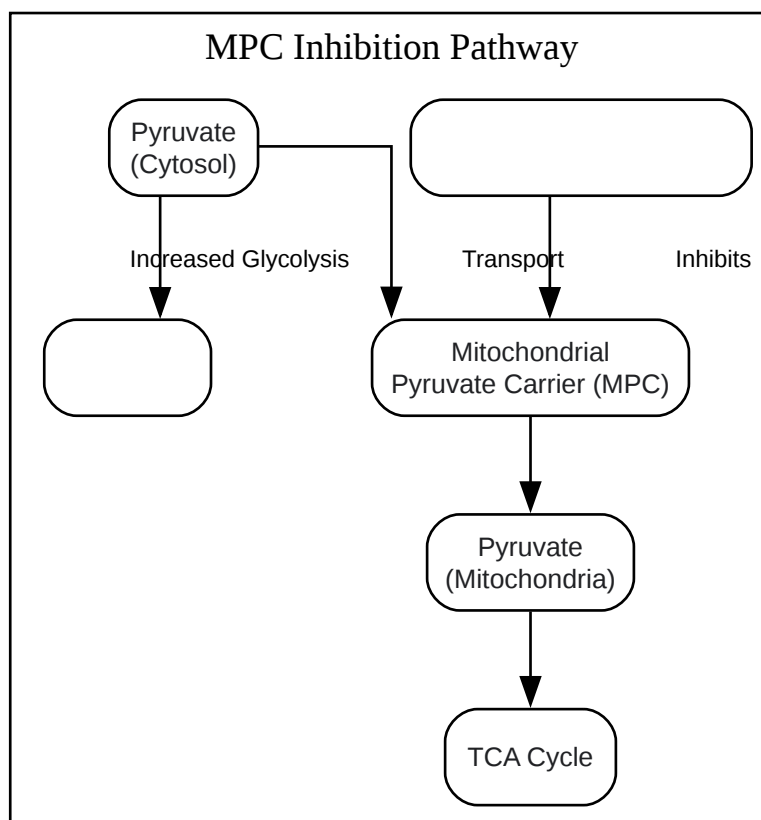 MPC Inhibition Pathway
Pyruvate
(Cytosol)
Increased Glycolysis
Transport
Inhibits
Mitochondrial
Pyruvate Carrier (MPC)
Pyruvate
(Mitochondria)
TCA Cycle